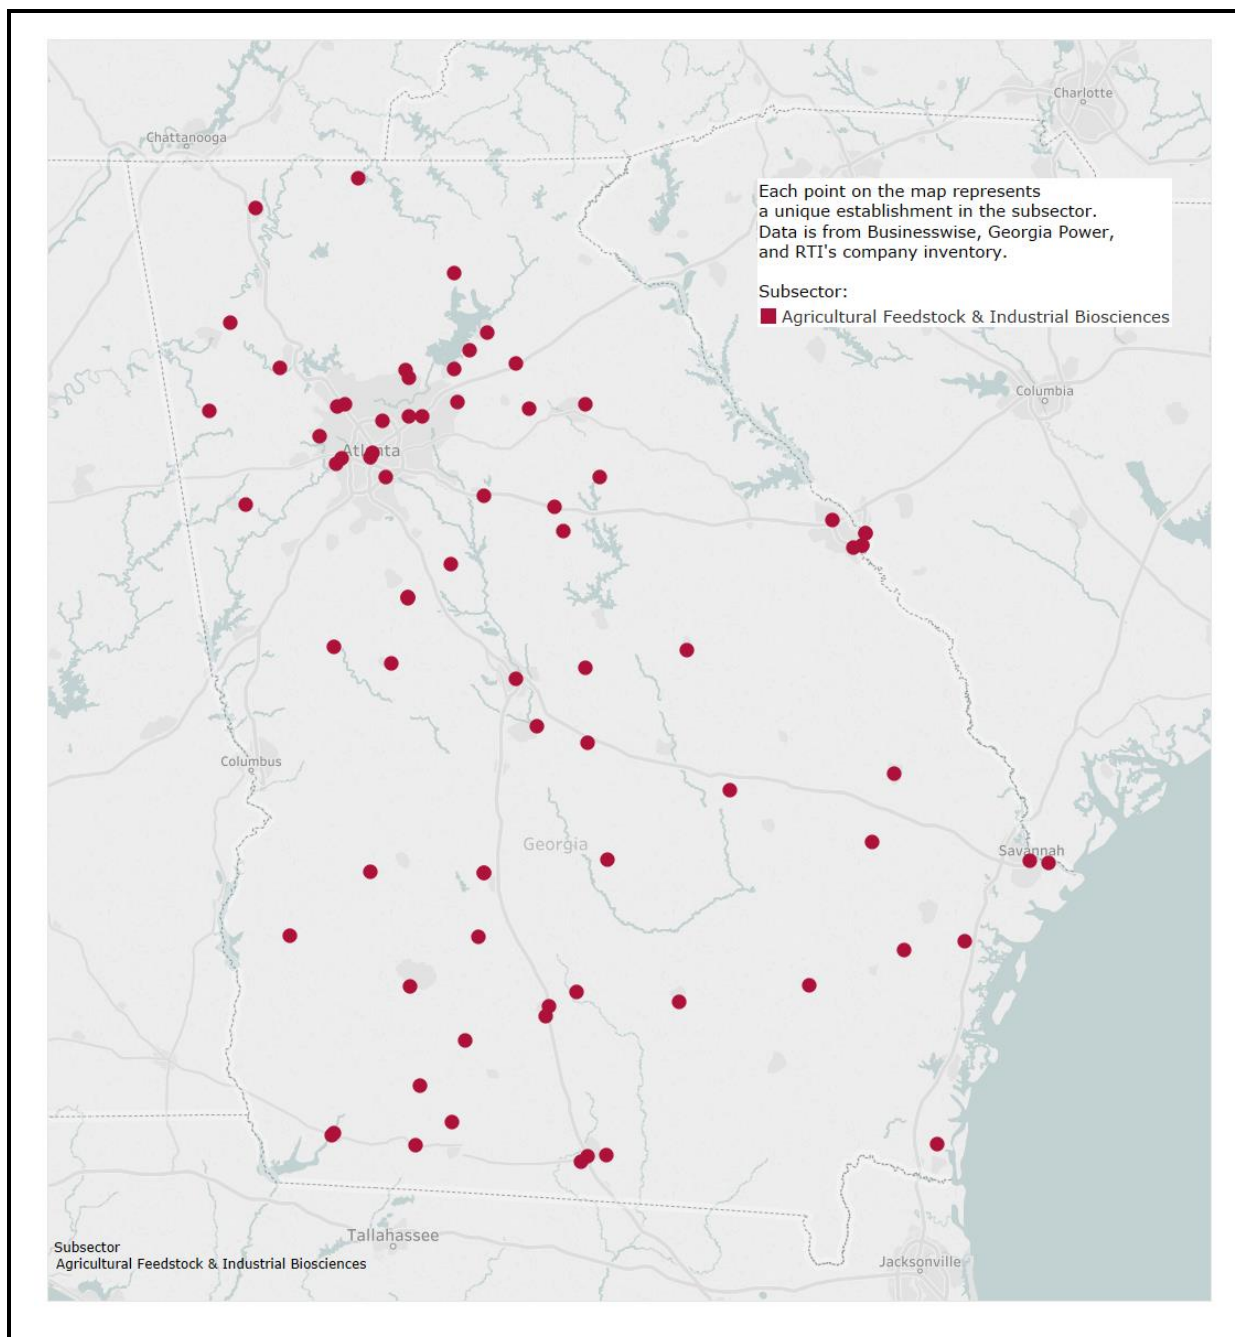 Charlotte
Chattanooga
Each point on the map represents
a unique establishment in the subsector.
Data is from Businesswise, Georgia Power,
and RTI's company inventory.
Subsector:
Agricultural Feedstock & Industrial Biosciences
Columbia
Atlanta
Columbus
Georgia
Savannah
Tallahassee
Subsector
Agricultural Feedstock & Industrial Biosciences
Jacksonville